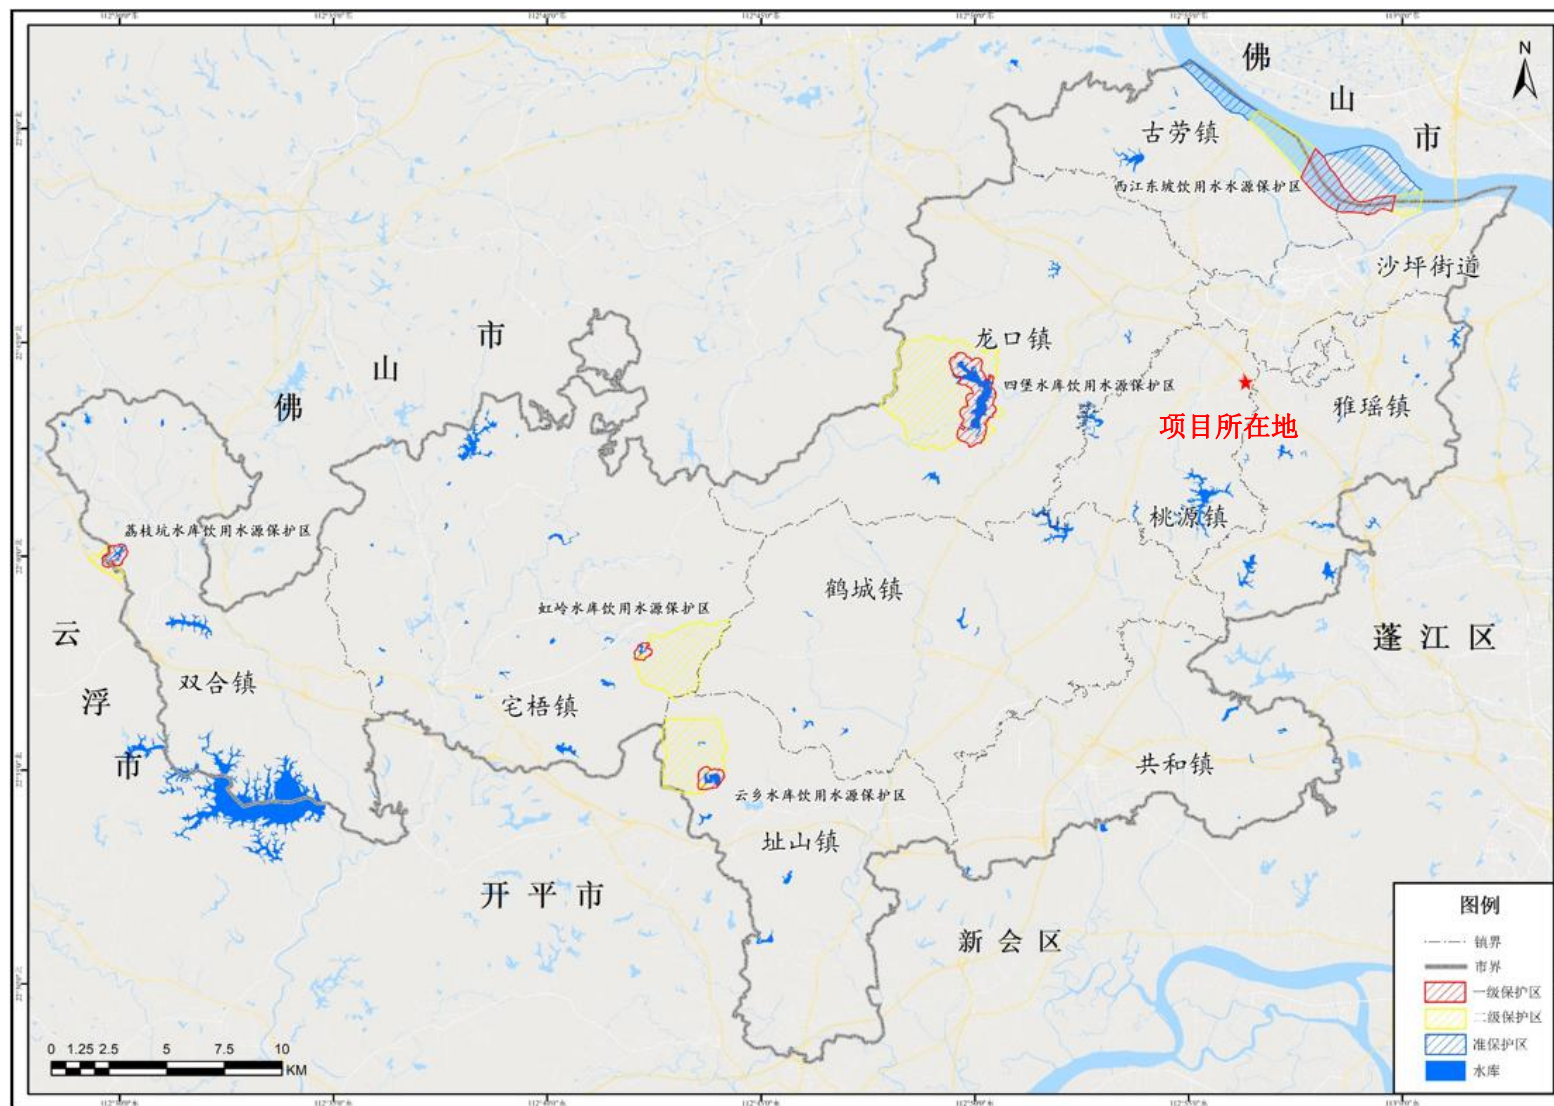 佛
山
市
N
古劳镇
西江东坡饮用水水源保护区
沙坪街道
龙口镇
四堡水库饮用水源保护区
雅瑶镇
项目所在地
桃源镇
市
山
佛
荔枝坑水库饮用水源保护区
鹤城镇
虹岭水库饮用水源保护区
云
浮
市
双合镇
宅梧镇
蓬江区
共和镇
云乡水库饮用水源保护区
址山镇
开平市
新会区
图例
镇界
市界
一级保护区
二级保护区
准保护区
水库
0 1.25 2.5 5 7.5 10
KM